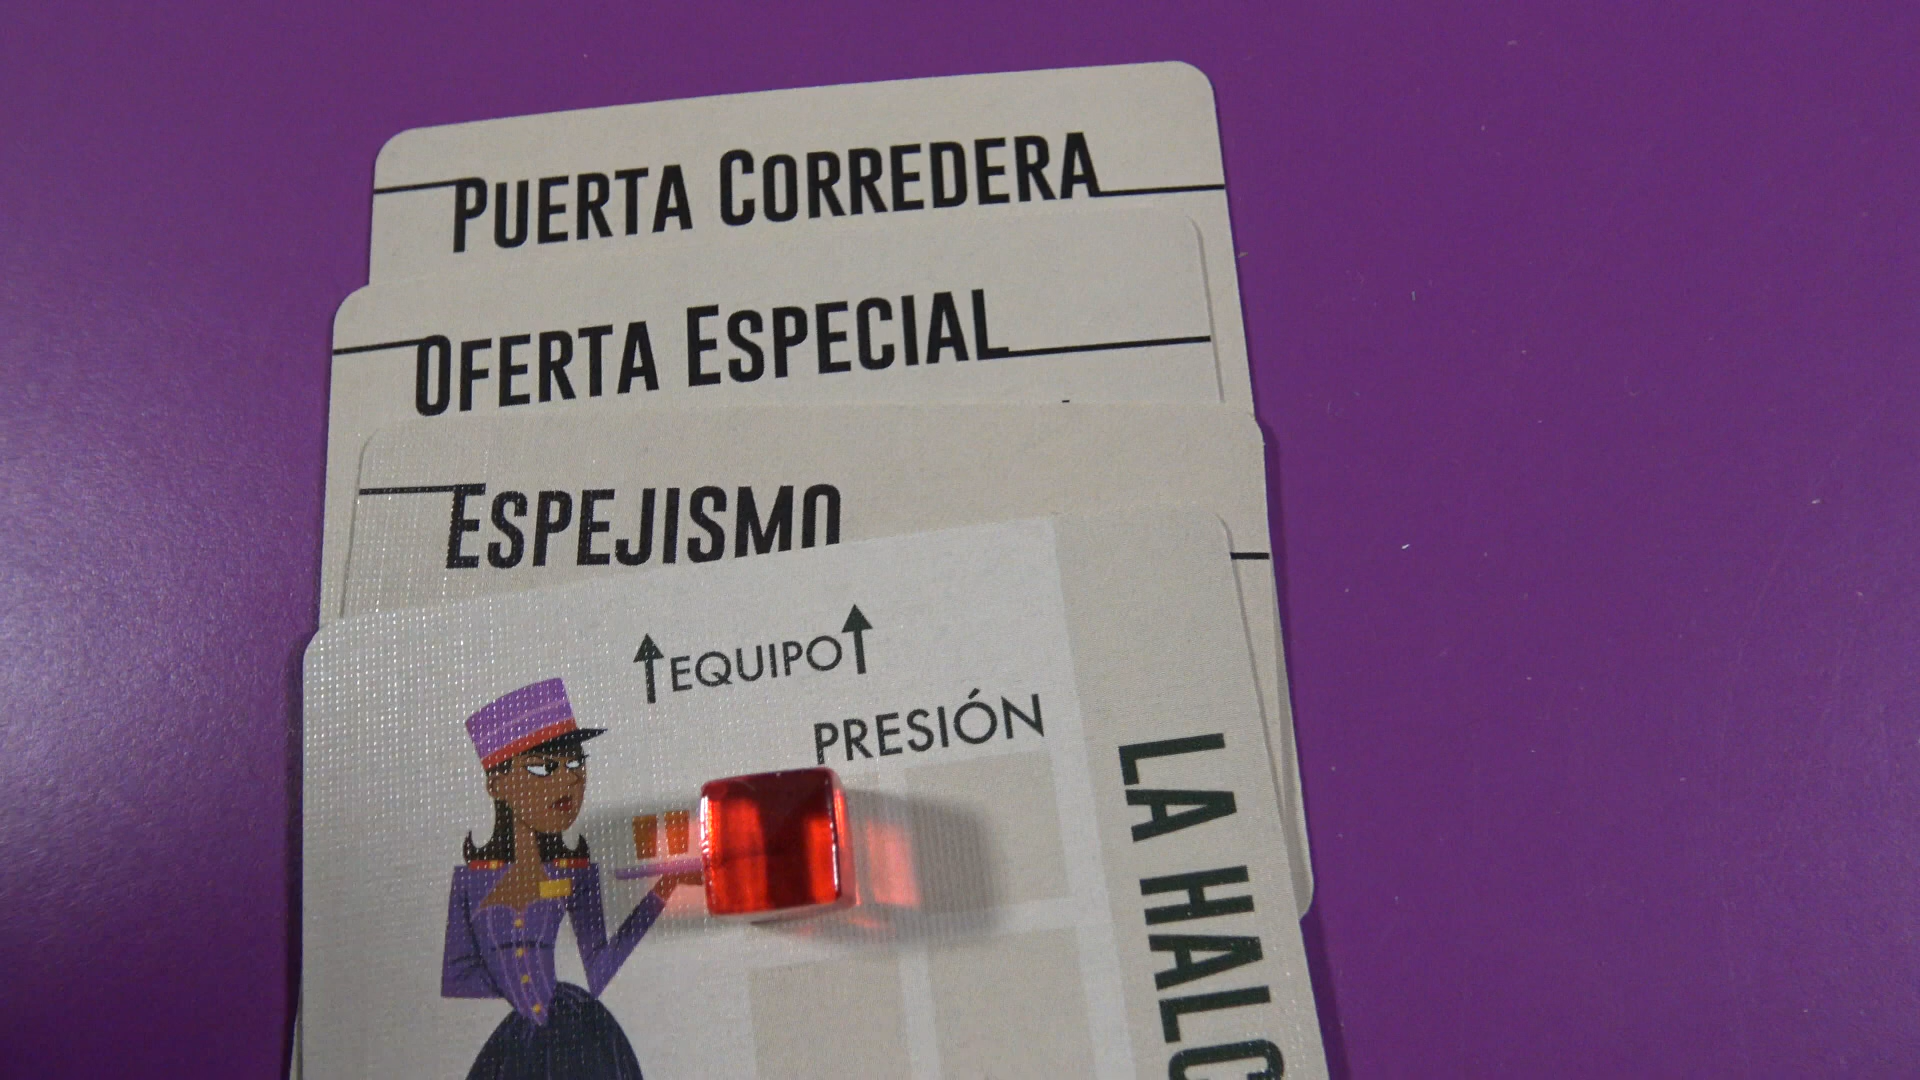 PUERTA CORREDERA
OFERTA ESPECIAL
ESPEJISMO
EQUIPO
PRESIÓN
LA HALC